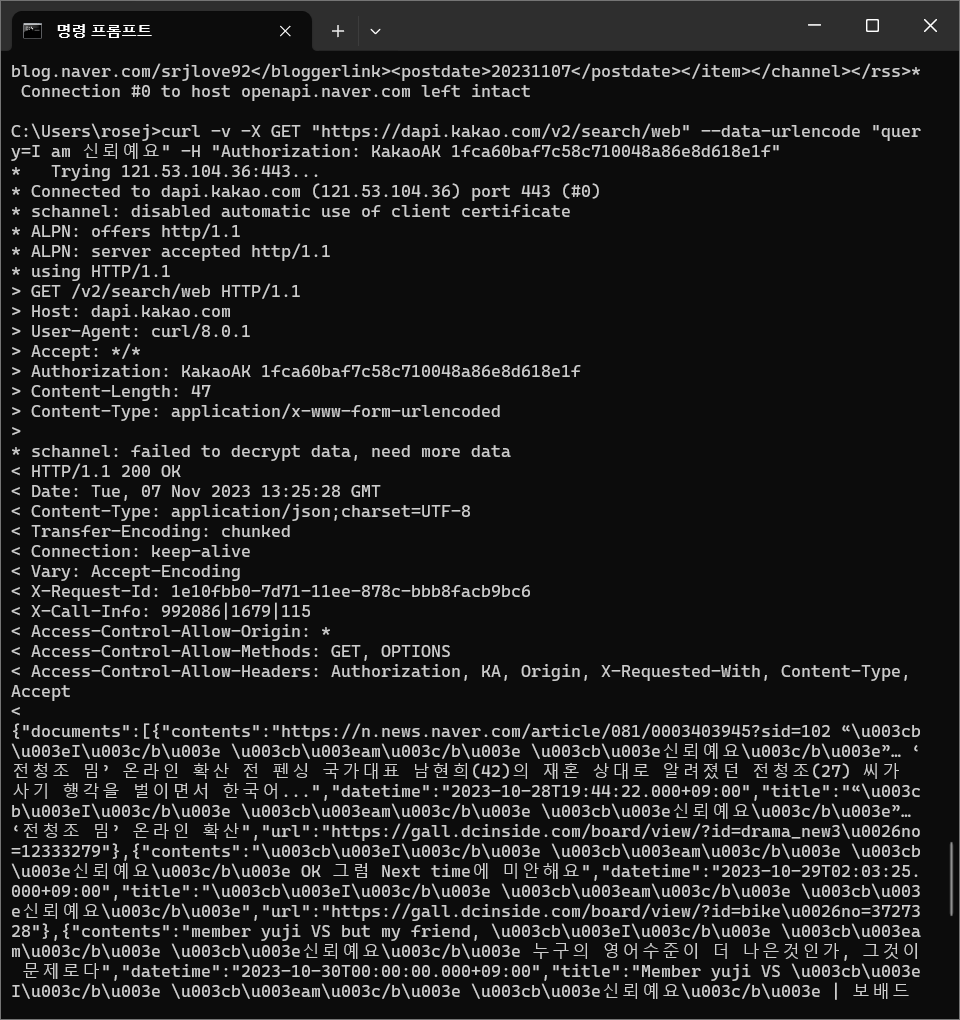 명령 프롬프트
blog.naver.com/srjlove92</bloggerlink><postdate>20231107</postdate></item></channel></rss>*
 Connection #0 to host openapi.naver.com left intact
C:\Users\rosej>curl -v -X GET "https://dapi.kakao.com/v2/search/web" --data-urlencode "quer
y=I am 신뢰예요" -H "Authorization: KakaoAK 1fca60baf7c58c710048a86e8d618e1f"
*   Trying 121.53.104.36:443...
* Connected to dapi.kakao.com (121.53.104.36) port 443 (#0)
* schannel: disabled automatic use of client certificate
* ALPN: offers http/1.1
* ALPN: server accepted http/1.1
* using HTTP/1.1
> GET /v2/search/web HTTP/1.1
> Host: dapi.kakao.com
> User-Agent: curl/8.0.1
> Accept: */*
> Authorization: KakaoAK 1fca60baf7c58c710048a86e8d618e1f
> Content-Length: 47
> Content-Type: application/x-www-form-urlencoded
>
* schannel: failed to decrypt data, need more data
< HTTP/1.1 200 OK
< Date: Tue, 07 Nov 2023 13:25:28 GMT
< Content-Type: application/json;charset=UTF-8
< Transfer-Encoding: chunked
< Connection: keep-alive
< Vary: Accept-Encoding
< X-Request-Id: 1e10fbb0-7d71-11ee-878c-bbb8facb9bc6
< X-Call-Info: 992086|1679|115
< Access-Control-Allow-Origin: *
< Access-Control-Allow-Methods: GET, OPTIONS
< Access-Control-Allow-Headers: Authorization, KA, Origin, X-Requested-With, Content-Type,
Accept
<
{"documents":[{"contents":"https://n.news.naver.com/article/081/0003403945?sid=102 “\u003cb
\u003eI\u003c/b\u003e \u003cb\u003eam\u003c/b\u003e \u003cb\u003e신뢰예요\u003c/b\u003e”… ‘
전청조 밈’ 온라인 확산 전 펜싱 국가대표 남현희(42)의 재혼 상대로 알려졌던 전청조(27) 씨가
사기 행각을 벌이면서 한국어...","datetime":"2023-10-28T19:44:22.000+09:00","title":"“\u003c
b\u003eI\u003c/b\u003e \u003cb\u003eam\u003c/b\u003e \u003cb\u003e신뢰예요\u003c/b\u003e”…
‘전청조 밈’ 온라인 확산","url":"https://gall.dcinside.com/board/view/?id=drama_new3\u0026no
=12333279"},{"contents":"\u003cb\u003eI\u003c/b\u003e \u003cb\u003eam\u003c/b\u003e \u003cb
\u003e신뢰예요\u003c/b\u003e OK 그럼 Next time에 미안해요","datetime":"2023-10-29T02:03:25.
000+09:00","title":"\u003cb\u003eI\u003c/b\u003e \u003cb\u003eam\u003c/b\u003e \u003cb\u003
e신뢰예요\u003c/b\u003e","url":"https://gall.dcinside.com/board/view/?id=bike\u0026no=37273
28"},{"contents":"member yuji VS but my friend, \u003cb\u003eI\u003c/b\u003e \u003cb\u003ea
m\u003c/b\u003e \u003cb\u003e신뢰예요\u003c/b\u003e 누구의 영어수준이 더 나은것인가, 그것이
 문제로다","datetime":"2023-10-30T00:00:00.000+09:00","title":"Member yuji VS \u003cb\u003e
I\u003c/b\u003e \u003cb\u003eam\u003c/b\u003e \u003cb\u003e신뢰예요\u003c/b\u003e | 보배드